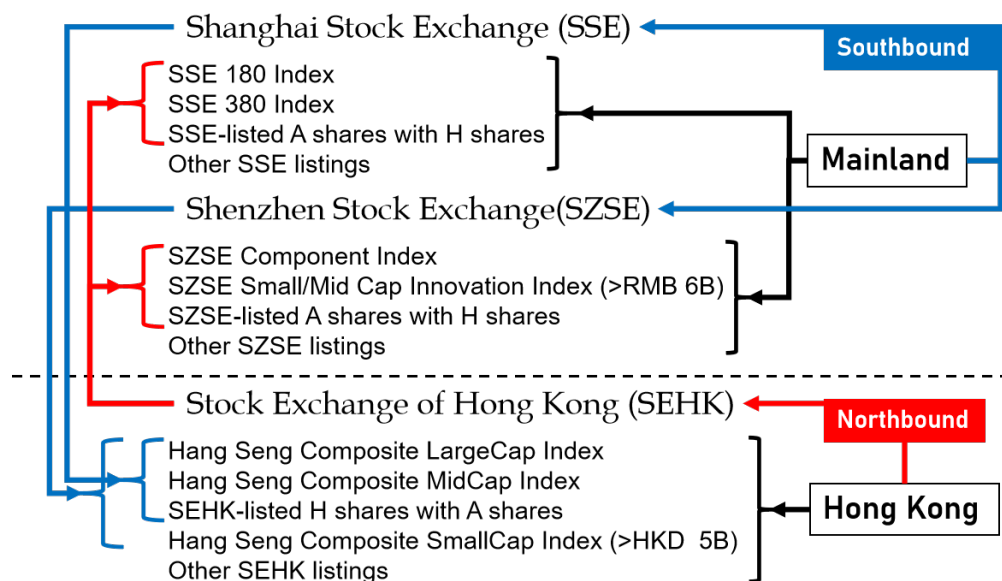 Shanghai Stock Exchange (SSE)
Southbound
SSE 180 Index
SSE 380 Index
SSE-listed A shares with H shares
Other SSE listings
Mainland
Shenzhen Stock Exchange(SZSE)
SZSE Component Index
SZSE Small/Mid Cap Innovation Index (>RMB 6B)
SZSE-listed A shares with H shares
Other SZSE listings
Stock Exchange of Hong Kong (SEHK)
Northbound
Hang Seng Composite LargeCap Index
Hang Seng Composite MidCap Index
SEHK-listed H shares with A shares
Hang Seng Composite SmallCap Index (>HKD  5B)
Other SEHK listings
Hong Kong